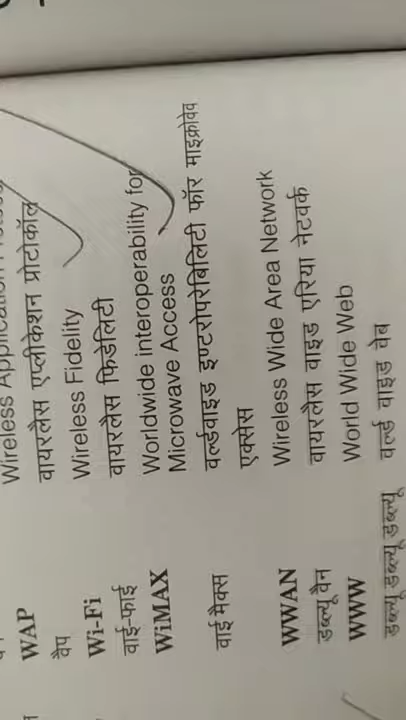 WAP Wireless Application
वैप वायरलैस एप्लीकेशन प्रोटोकॉल
Wi-Fi Wireless Fidelity
वाई-फाई वायरलैस फिडेलिटी
WiMAX Worldwide interoperability for
Microwave Access
वाई मैक्स वर्ल्डवाइड इण्टरोपरेबिलिटी फॉर माइक्रोवेव
एक्सेस
WWAN Wireless Wide Area Network
डब्ल्यू वैन वायरलैस वाइड एरिया नेटवर्क
WWW World Wide Web
डब्ल्यू डब्ल्यू डब्ल्यू वर्ल्ड वाइड वेब